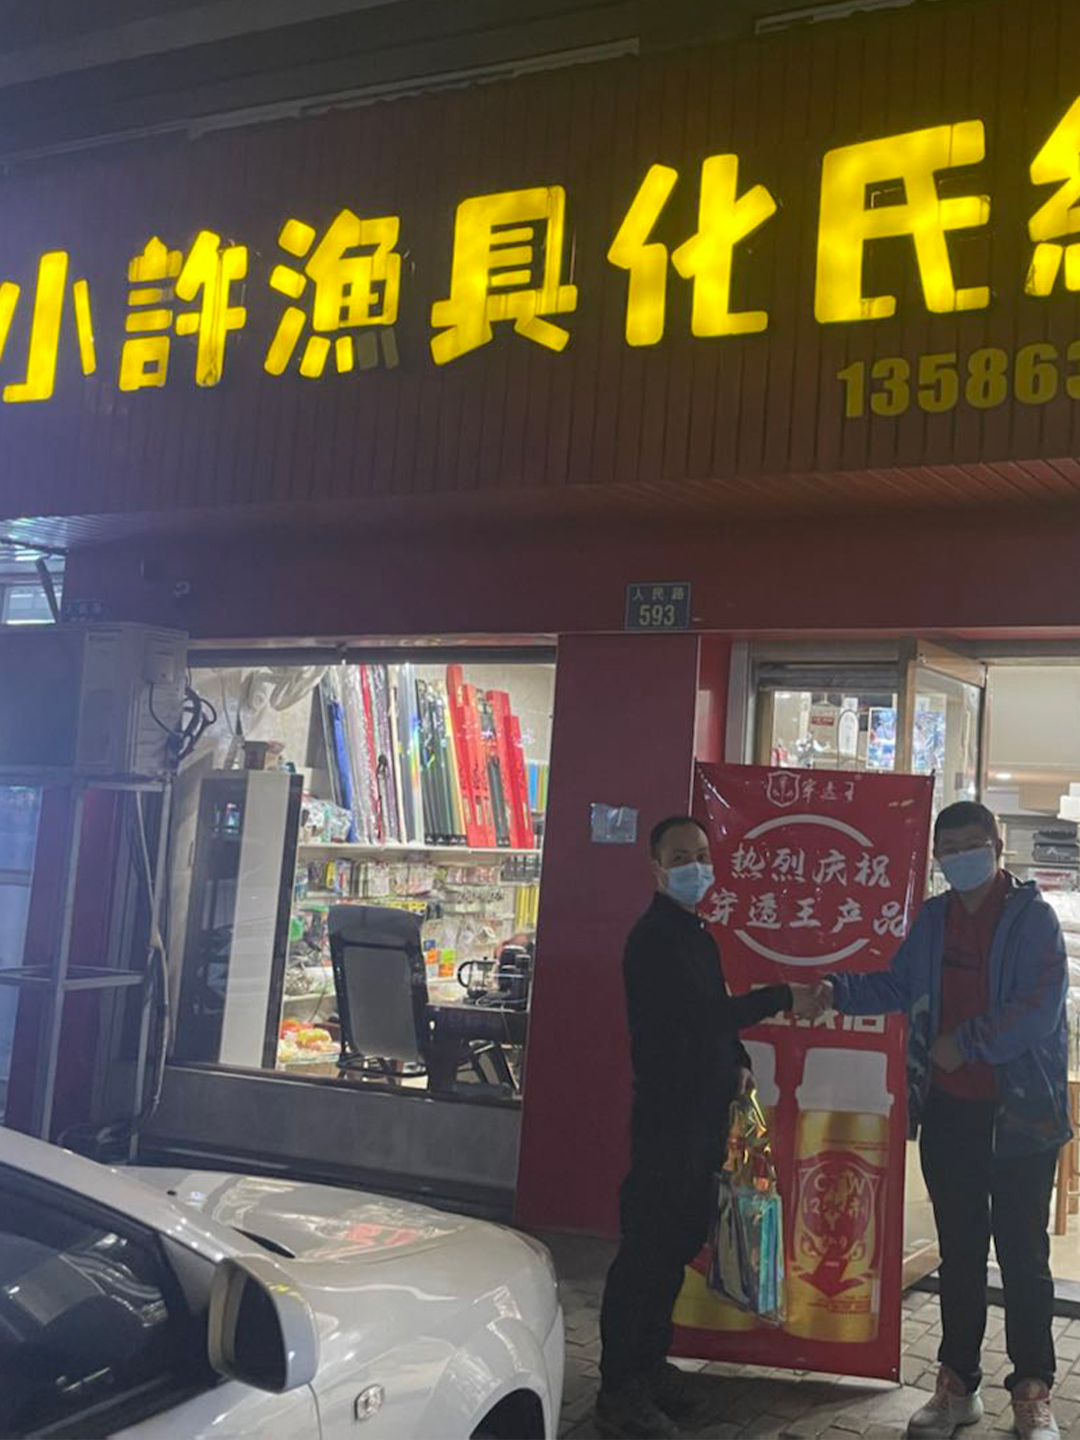 小許漁具化氏
13586
人民路
593
穿透王
热烈庆祝
穿透王产品